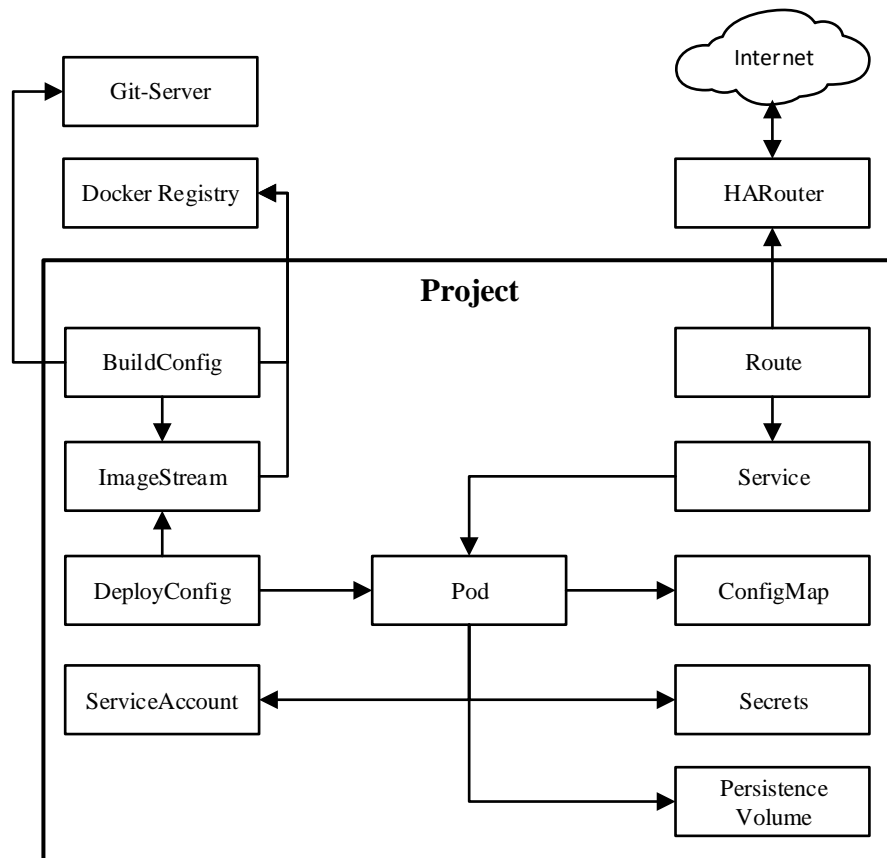 Internet
Git-Server
Docker Registry
HARouter
Project
BuildConfig
Route
ImageStream
Service
DeployConfig
Pod
ConfigMap
ServiceAccount
Secrets
Persistence
Volume